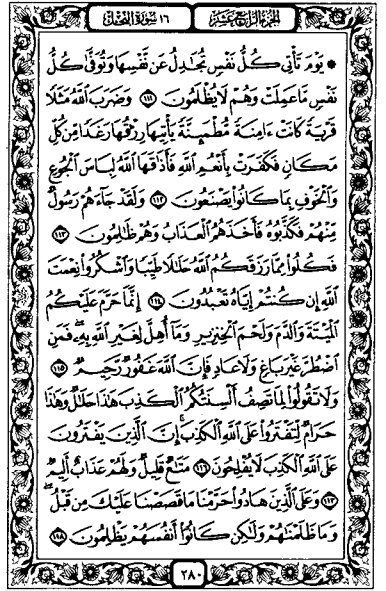 الجزء الرابع عشر ١٦ سورة النحل
۞ يَوْمَ تَأْتِي كُلُّ نَفْسٍ تُجَادِلُ عَن نَّفْسِهَا وَتُوَفَّىٰ كُلُّ
نَفْسٍ مَّا عَمِلَتْ وَهُمْ لَا يُظْلَمُونَ ١١١ وَضَرَبَ ٱللَّهُ مَثَلًا
قَرْيَةً كَانَتْ ءَامِنَةً مُّطْمَئِنَّةً يَأْتِيهَا رِزْقُهَا رَغَدًا مِّن كُلِّ
مَكَانٍ فَكَفَرَتْ بِأَنْعُمِ ٱللَّهِ فَأَذَاقَهَا ٱللَّهُ لِبَاسَ ٱلْجُوعِ
وَٱلْخَوْفِ بِمَا كَانُوا۟ يَصْنَعُونَ ١١٢ وَلَقَدْ جَآءَهُمْ رَسُولٌ
مِّنْهُمْ فَكَذَّبُوهُ فَأَخَذَهُمُ ٱلْعَذَابُ وَهُمْ ظَٰلِمُونَ ١١٣
فَكُلُوا۟ مِمَّا رَزَقَكُمُ ٱللَّهُ حَلَٰلًا طَيِّبًا وَٱشْكُرُوا۟ نِعْمَتَ
ٱللَّهِ إِن كُنتُمْ إِيَّاهُ تَعْبُدُونَ ١١٤ إِنَّمَا حَرَّمَ عَلَيْكُمُ
ٱلْمَيْتَةَ وَٱلدَّمَ وَلَحْمَ ٱلْخِنزِيرِ وَمَآ أُهِلَّ لِغَيْرِ ٱللَّهِ بِهِۦ فَمَنِ
ٱضْطُرَّ غَيْرَ بَاغٍ وَلَا عَادٍ فَإِنَّ ٱللَّهَ غَفُورٌ رَّحِيمٌ ١١٥
وَلَا تَقُولُوا۟ لِمَا تَصِفُ أَلْسِنَتُكُمُ ٱلْكَذِبَ هَٰذَا حَلَٰلٌ وَهَٰذَا
حَرَامٌ لِّتَفْتَرُوا۟ عَلَى ٱللَّهِ ٱلْكَذِبَ إِنَّ ٱلَّذِينَ يَفْتَرُونَ
عَلَى ٱللَّهِ ٱلْكَذِبَ لَا يُفْلِحُونَ ١١٦ مَتَٰعٌ قَلِيلٌ وَلَهُمْ عَذَابٌ أَلِيمٌ
١١٧ وَعَلَى ٱلَّذِينَ هَادُوا۟ حَرَّمْنَا مَا قَصَصْنَا عَلَيْكَ مِن قَبْلُ
وَمَا ظَلَمْنَٰهُمْ وَلَٰكِن كَانُوٓا۟ أَنفُسَهُمْ يَظْلِمُونَ ١١٨
٢٨٠